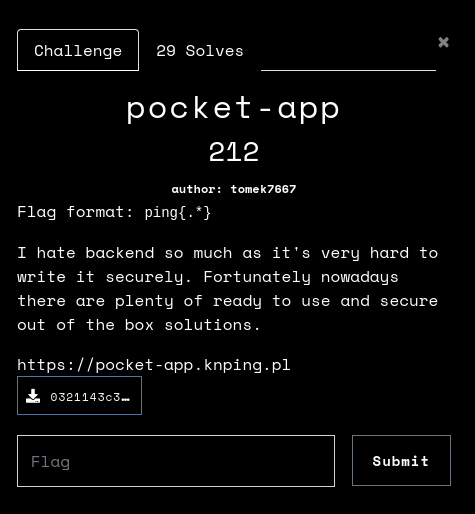 Challenge
29 Solves
×
pocket-app
212
author: tomek7667
Flag format: ping{.*}
I hate backend so much as it's very hard to
write it securely. Fortunately nowadays
there are plenty of ready to use and secure
out of the box solutions.
https://pocket-app.knping.pl
0321143c3…
Flag
Submit